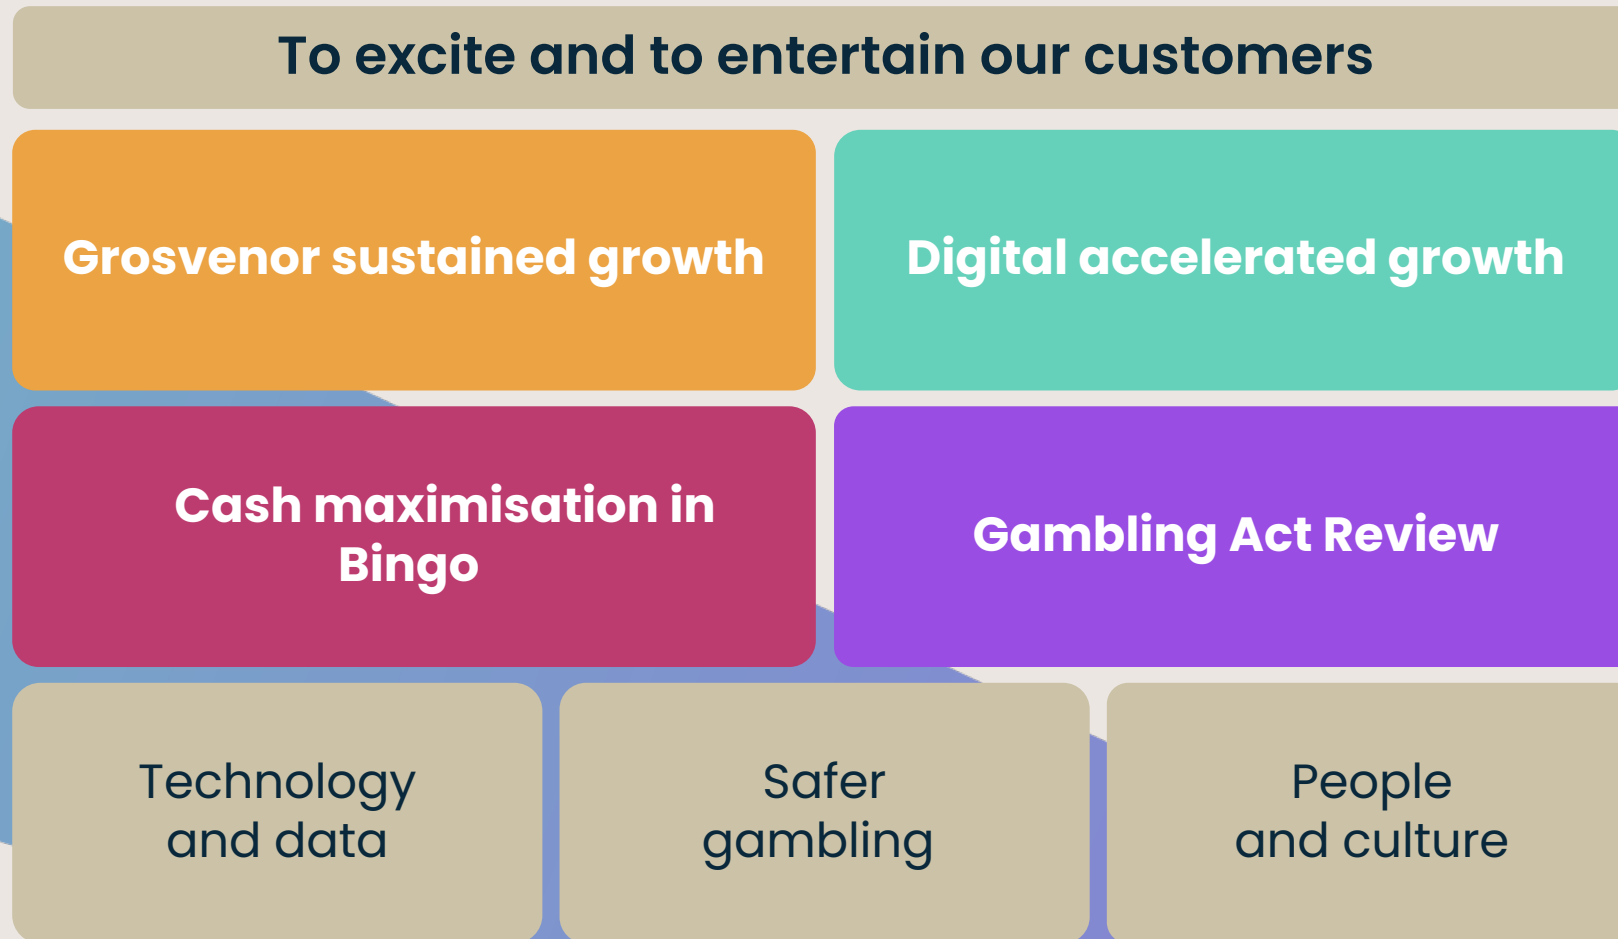 To excite and to entertain our customers
Grosvenor sustained growth
Digital accelerated growth
Cash maximisation in
Bingo
Gambling Act Review
Technology
and data
Safer
gambling
People
and culture